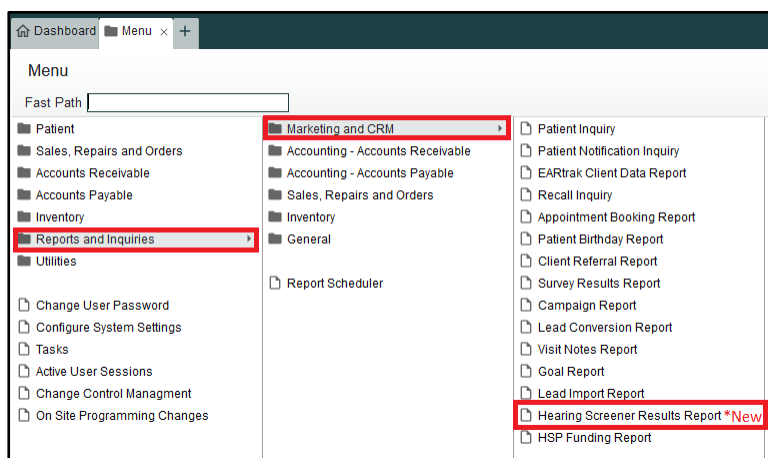 Dashboard Menu × +
Menu
Fast Path
Patient
Sales, Repairs and Orders
Accounts Receivable
Accounts Payable
Inventory
Reports and Inquiries
Utilities
Change User Password
Configure System Settings
Tasks
Active User Sessions
Change Control Managment
On Site Programming Changes
Marketing and CRM
Accounting - Accounts Receivable
Accounting - Accounts Payable
Sales, Repairs and Orders
Inventory
General
Report Scheduler
Patient Inquiry
Patient Notification Inquiry
EARtrak Client Data Report
Recall Inquiry
Appointment Booking Report
Patient Birthday Report
Client Referral Report
Survey Results Report
Campaign Report
Lead Conversion Report
Visit Notes Report
Goal Report
Lead Import Report
Hearing Screener Results Report *New
HSP Funding Report